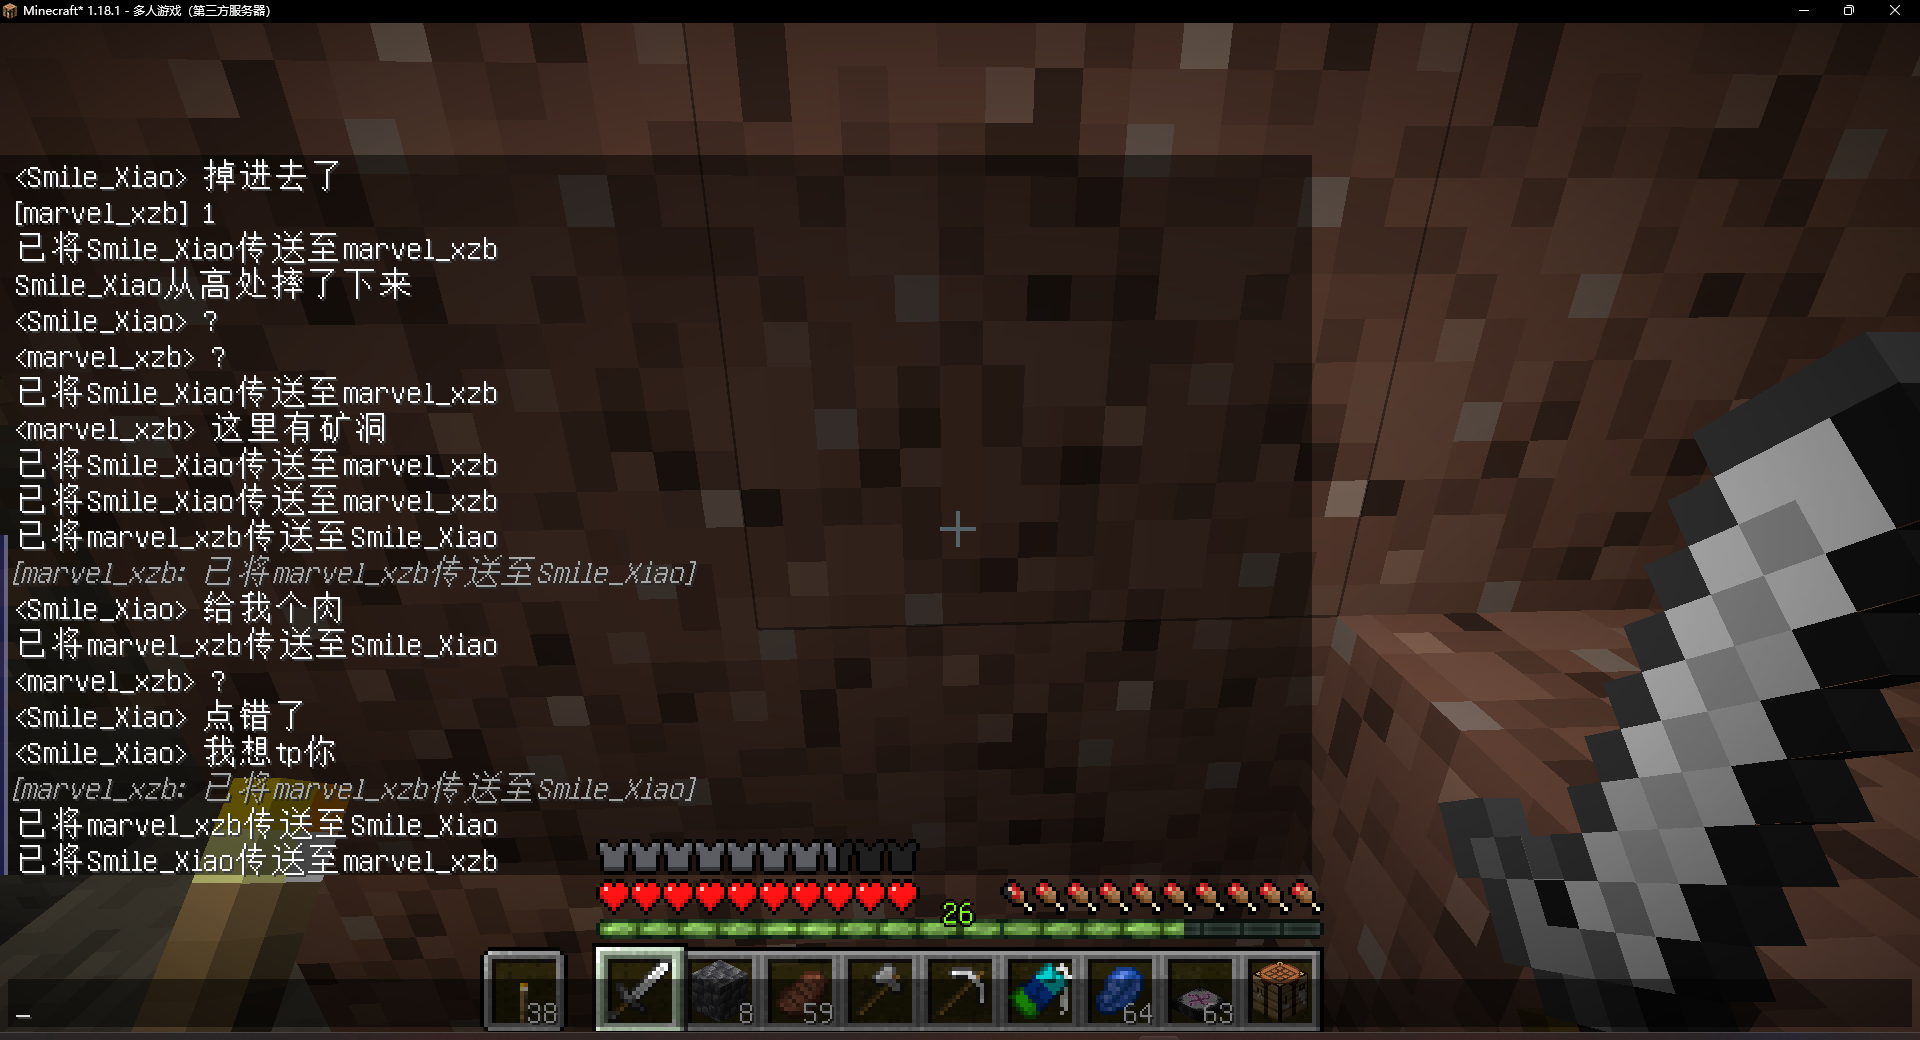 Minecraft* 1.18.1 - 多人游戏（第三方服务器）
<Smile_Xiao> 掉进去了
[marvel_xzb] 1
已将Smile_Xiao传送至marvel_xzb
Smile_Xiao从高处摔了下来
<Smile_Xiao> ?
<marvel_xzb> ?
已将Smile_Xiao传送至marvel_xzb
<marvel_xzb> 这里有矿洞
已将Smile_Xiao传送至marvel_xzb
已将Smile_Xiao传送至marvel_xzb
已将marvel_xzb传送至Smile_Xiao
[marvel_xzb: 已将marvel_xzb传送至Smile_Xiao]
<Smile_Xiao> 给我个肉
已将marvel_xzb传送至Smile_Xiao
<marvel_xzb> ?
<Smile_Xiao> 点错了
<Smile_Xiao> 我想tp你
[marvel_xzb: 已将marvel_xzb传送至Smile_Xiao]
已将marvel_xzb传送至Smile_Xiao
已将Smile_Xiao传送至marvel_xzb
26
38 8 59 64 63
_